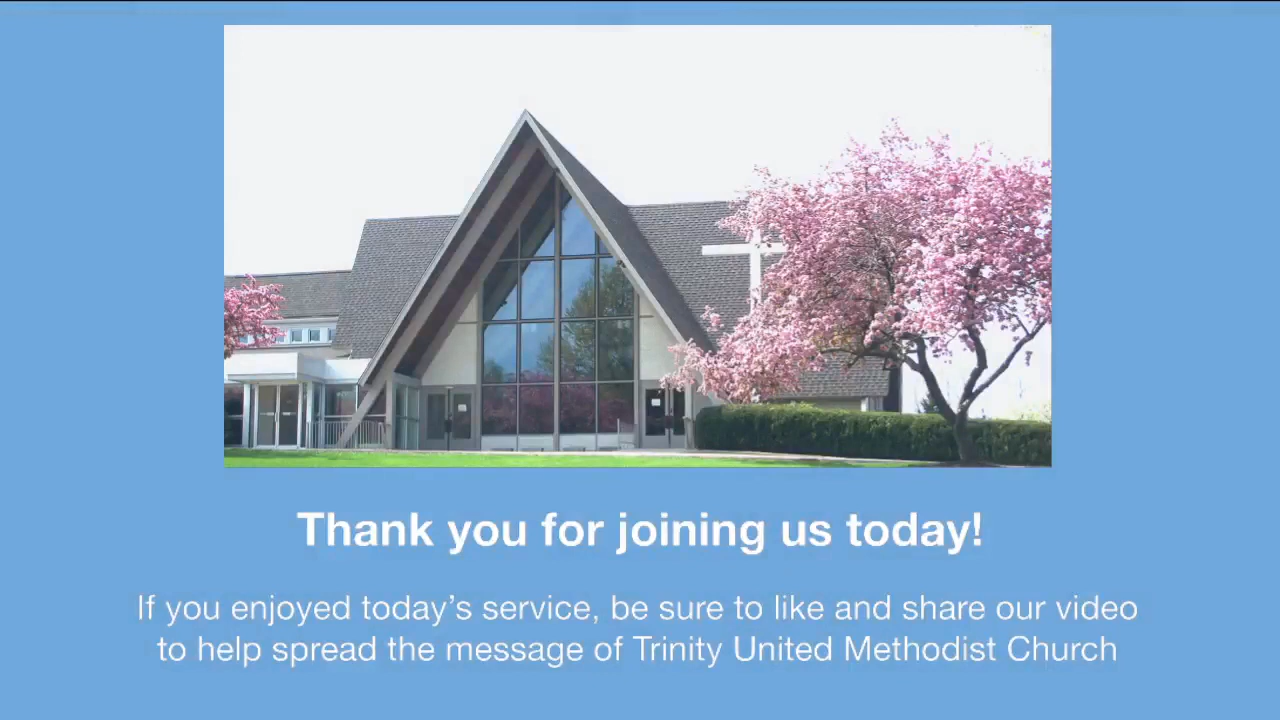 Thank you for joining us today!
If you enjoyed today’s service, be sure to like and share our video
to help spread the message of Trinity United Methodist Church